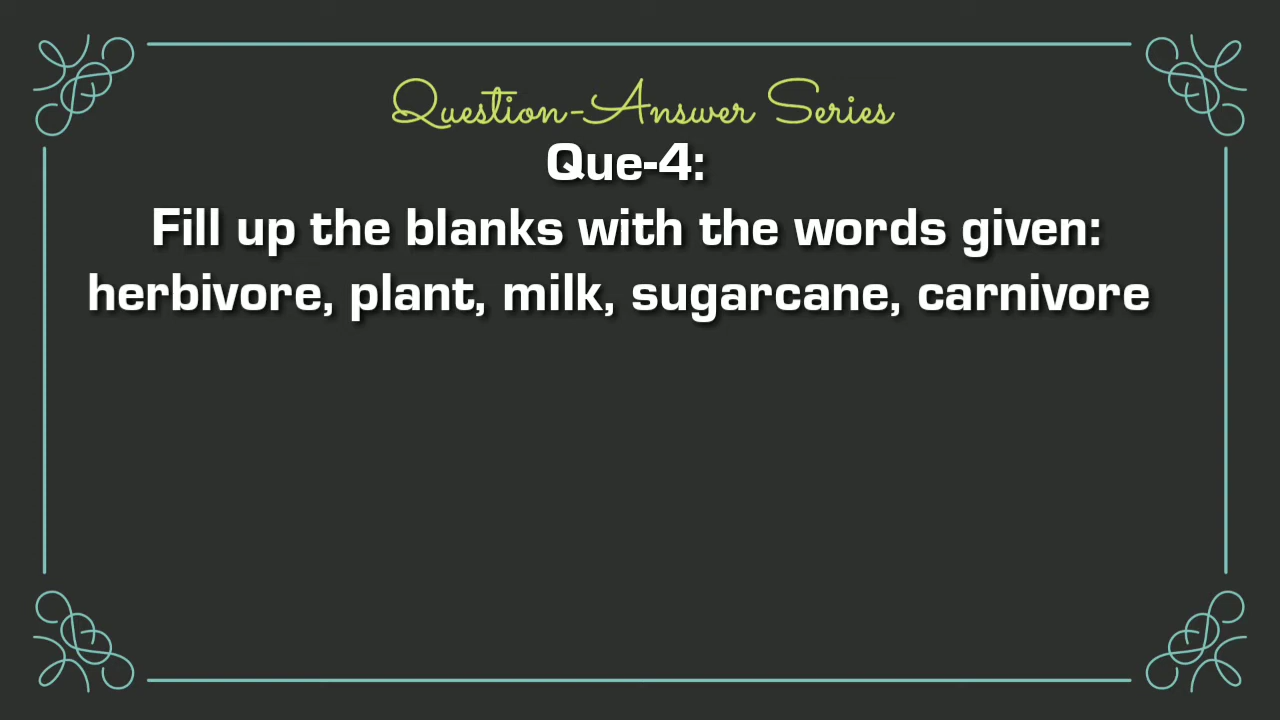 Question-Answer Series
Que-4:
Fill up the blanks with the words given:
herbivore, plant, milk, sugarcane, carnivore